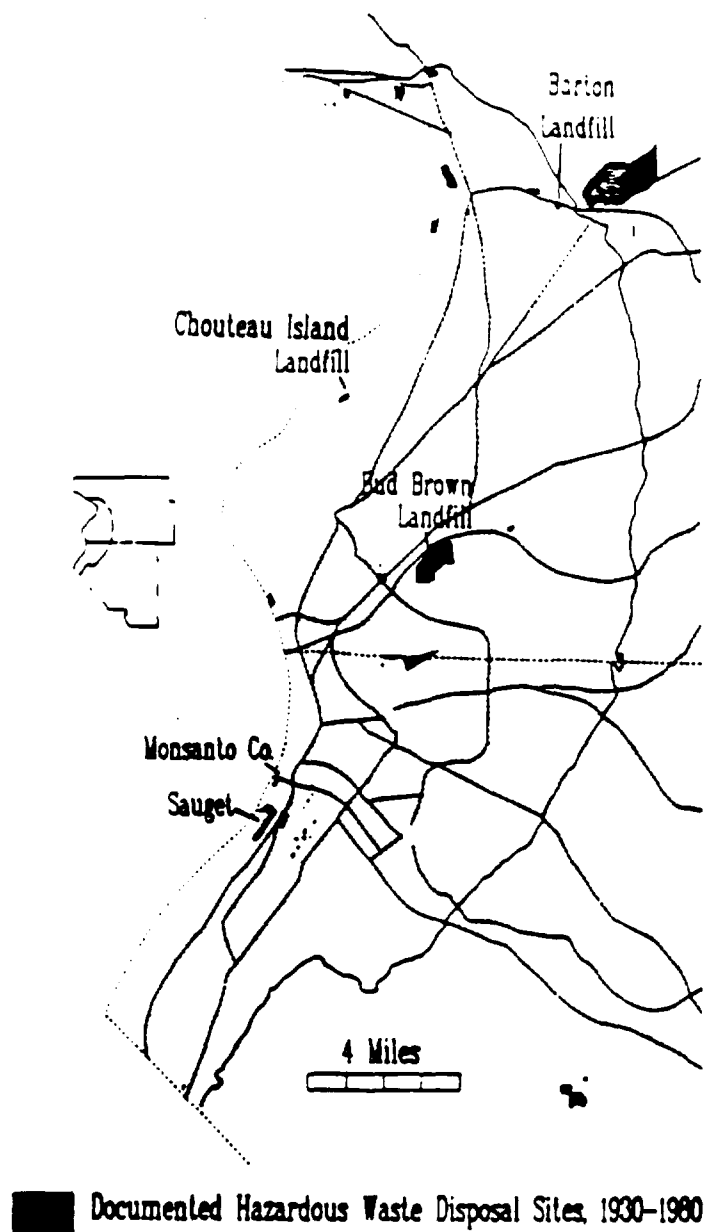 Barton
Landfill
Chouteau Island
Landfill
Bud Brown
Landfill
Monsanto Co.
Sauget
4 Miles
Documented Hazardous Waste Disposal Sites, 1930-1980